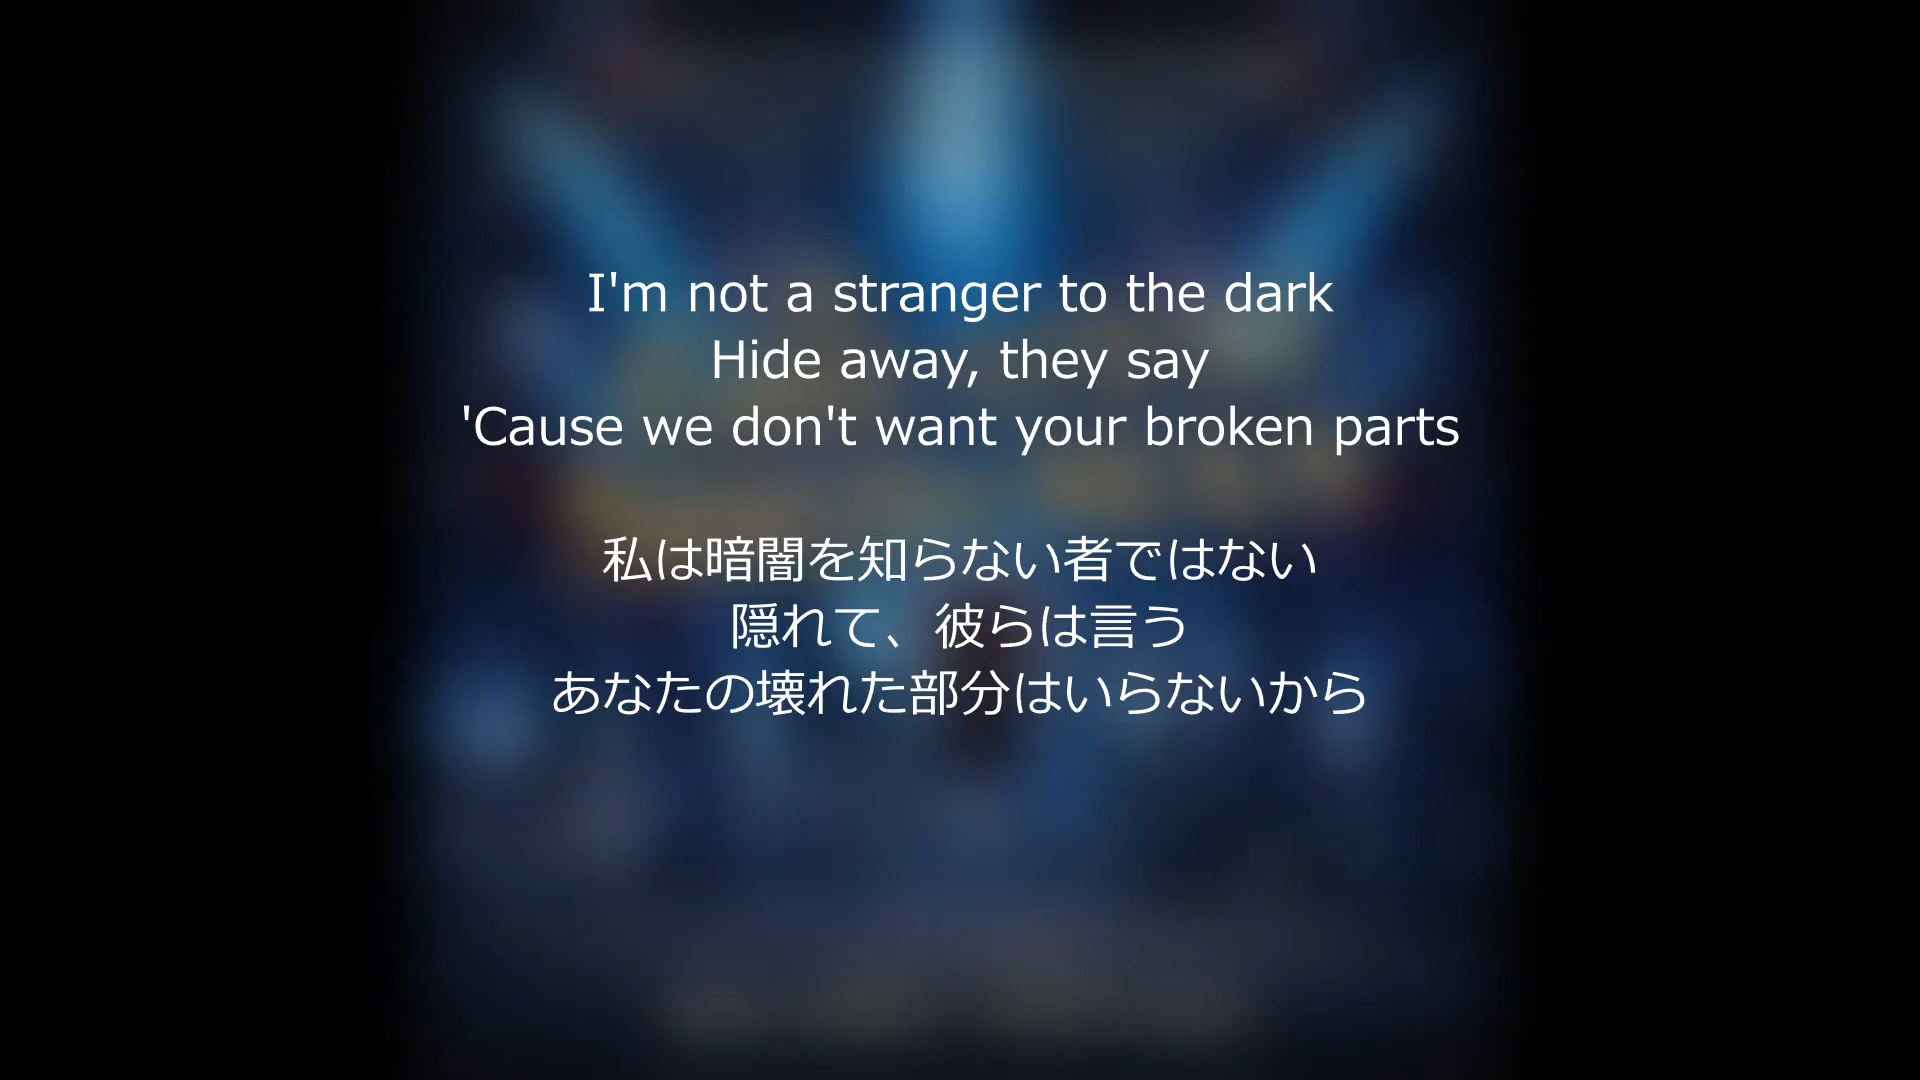 I'm not a stranger to the dark
Hide away, they say
'Cause we don't want your broken parts
私は暗闇を知らない者ではない
隠れて、彼らは言う
あなたの壊れた部分はいらないから